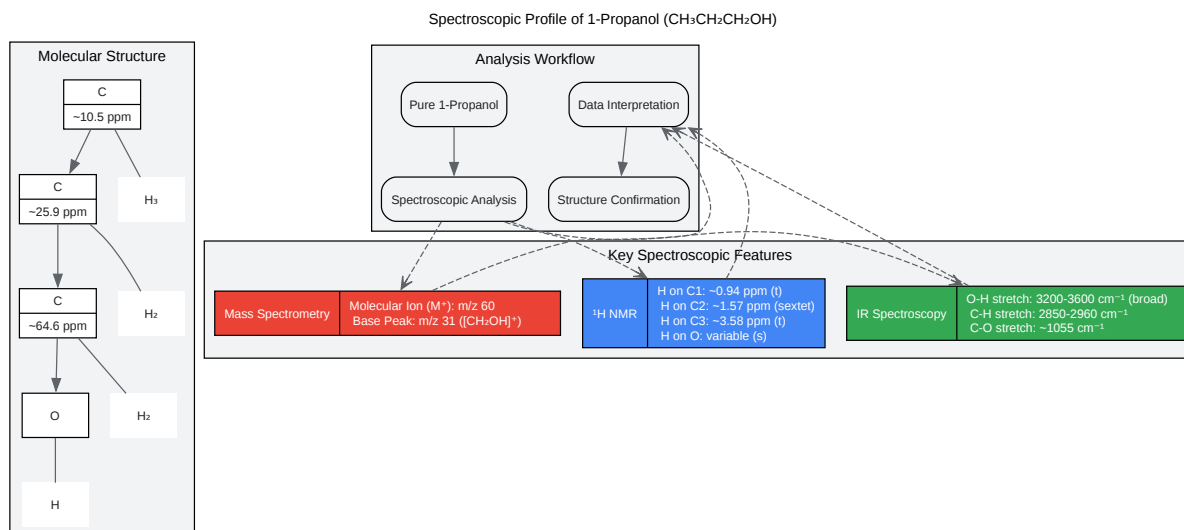 Spectroscopic Profile of 1-Propanol (CH₃CH₂CH₂OH)
Molecular Structure
C
~10.5 ppm
C
~25.9 ppm
H₃
C
~64.6 ppm
H₂
O
H₂
H
Analysis Workflow
Pure 1-Propanol
Data Interpretation
Spectroscopic Analysis
Structure Confirmation
Key Spectroscopic Features
Mass Spectrometry
Molecular Ion (M⁺): m/z 60
Base Peak: m/z 31 ([CH₂OH]⁺)
¹H NMR
H on C1: ~0.94 ppm (t)
H on C2: ~1.57 ppm (sextet)
H on C3: ~3.58 ppm (t)
H on O: variable (s)
IR Spectroscopy
O-H stretch: 3200-3600 cm⁻¹ (broad)
C-H stretch: 2850-2960 cm⁻¹
C-O stretch: ~1055 cm⁻¹